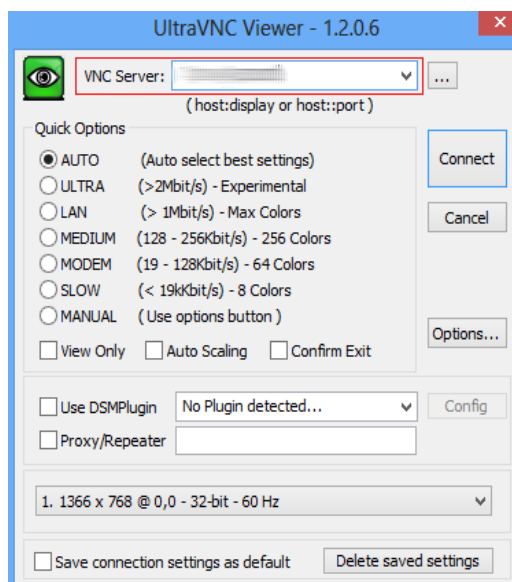 UltraVNC Viewer - 1.2.0.6
VNC Server:
...
( host:display or host::port )
Quick Options
AUTO (Auto select best settings)
ULTRA (>2Mbit/s) - Experimental
LAN (> 1Mbit/s) - Max Colors
MEDIUM (128 - 256Kbit/s) - 256 Colors
MODEM (19 - 128Kbit/s) - 64 Colors
SLOW (< 19kKbit/s) - 8 Colors
MANUAL ( Use options button )
View Only Auto Scaling Confirm Exit
Connect
Cancel
Options...
Use DSMPlugin No Plugin detected... Config
Proxy/Repeater
1. 1366 x 768 @ 0,0 - 32-bit - 60 Hz
Save connection settings as default Delete saved settings